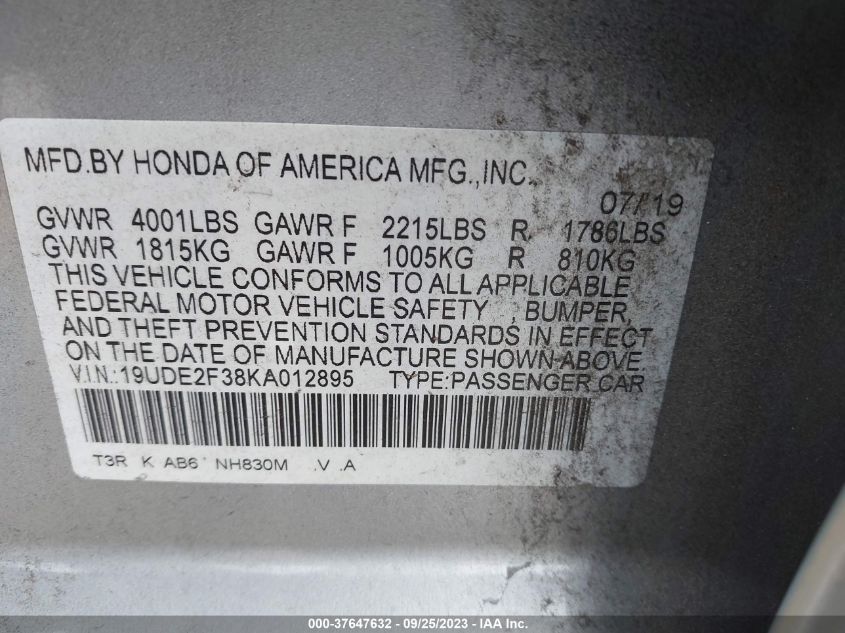 MFD.BY HONDA OF AMERICA MFG.,INC.
07/19
GVWR 4001LBS GAWR F 2215LBS R 1786LBS
GVWR 1815KG GAWR F 1005KG R 810KG
THIS VEHICLE CONFORMS TO ALL APPLICABLE
FEDERAL MOTOR VEHICLE SAFETY , BUMPER,
AND THEFT PREVENTION STANDARDS IN EFFECT
ON THE DATE OF MANUFACTURE SHOWN ABOVE.
V.I.N.:19UDE2F38KA012895 TYPE:PASSENGER CAR
T3R K AB6 NH830M .V .A
000-37647632 - 09/25/2023 - © IAA Inc.